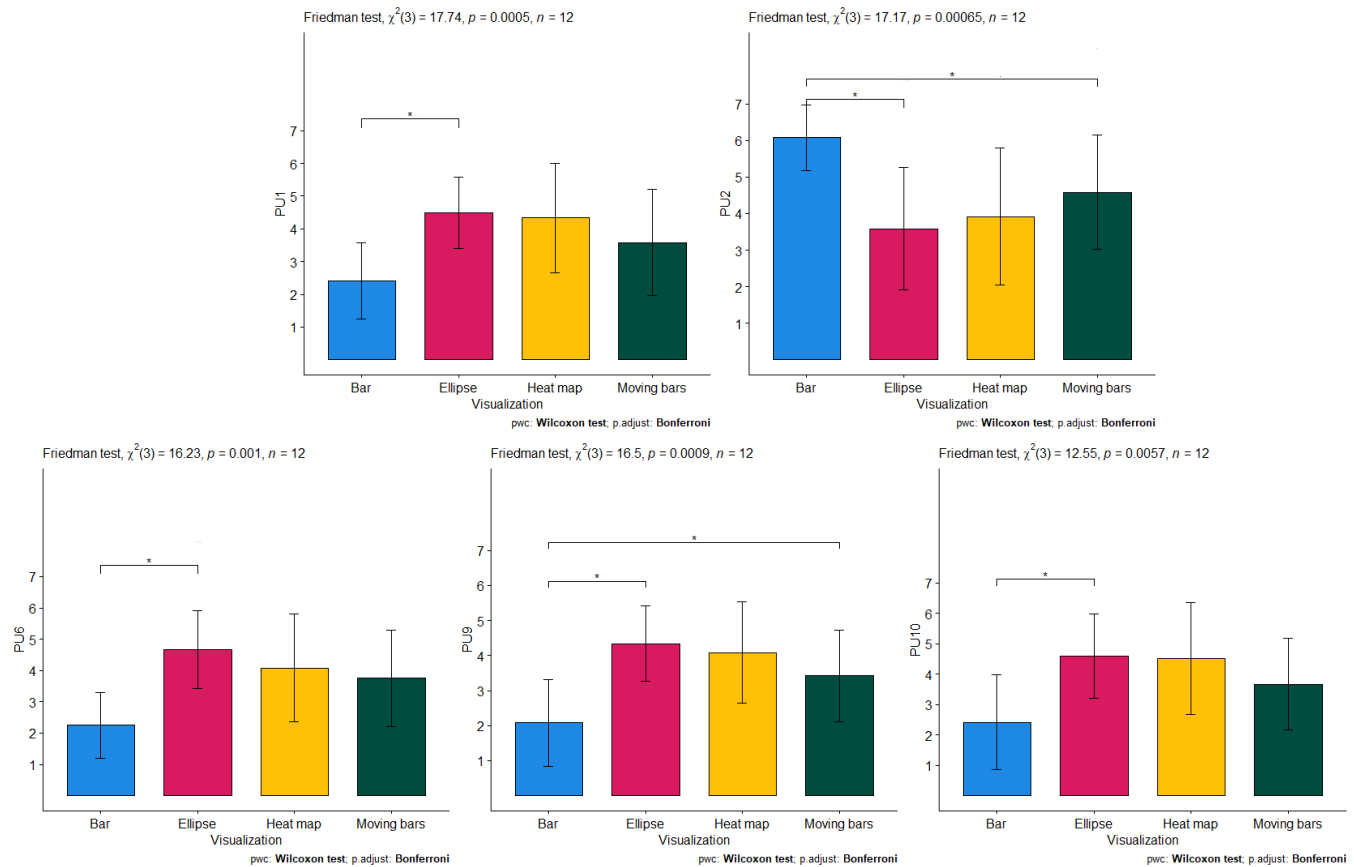 Friedman test, χ²(3) = 17.74, p = 0.0005, n = 12
*
7
6
5
4
3
2
1
PU1
Bar Ellipse Heat map Moving bars
Visualization
pwc: Wilcoxon test; p.adjust: Bonferroni
Friedman test, χ²(3) = 17.17, p = 0.00065, n = 12
*
*
7
6
5
4
3
2
1
PU2
Bar Ellipse Heat map Moving bars
Visualization
pwc: Wilcoxon test; p.adjust: Bonferroni
Friedman test, χ²(3) = 16.23, p = 0.001, n = 12
*
7
6
5
4
3
2
1
PU6
Bar Ellipse Heat map Moving bars
Visualization
pwc: Wilcoxon test; p.adjust: Bonferroni
Friedman test, χ²(3) = 16.5, p = 0.0009, n = 12
*
*
7
6
5
4
3
2
1
PU9
Bar Ellipse Heat map Moving bars
Visualization
pwc: Wilcoxon test; p.adjust: Bonferroni
Friedman test, χ²(3) = 12.55, p = 0.0057, n = 12
*
7
6
5
4
3
2
1
PU10
Bar Ellipse Heat map Moving bars
Visualization
pwc: Wilcoxon test; p.adjust: Bonferroni